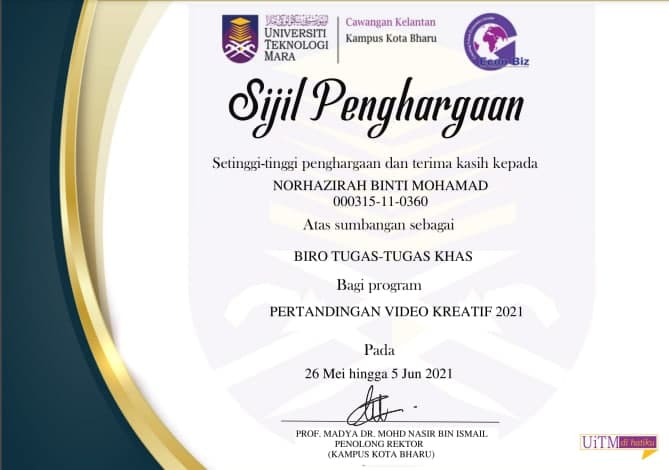 UNIVERSITI
TEKNOLOGI
MARA
Cawangan Kelantan
Kampus Kota Bharu
Econ Biz
Sijil Penghargaan
Setinggi-tinggi penghargaan dan terima kasih kepada
NORHAZIRAH BINTI MOHAMAD
000315-11-0360
Atas sumbangan sebagai
BIRO TUGAS-TUGAS KHAS
Bagi program
PERTANDINGAN VIDEO KREATIF 2021
Pada
26 Mei hingga 5 Jun 2021
PROF. MADYA DR. MOHD NASIR BIN ISMAIL
PENOLONG REKTOR
(KAMPUS KOTA BHARU)
UiTM di hatiku